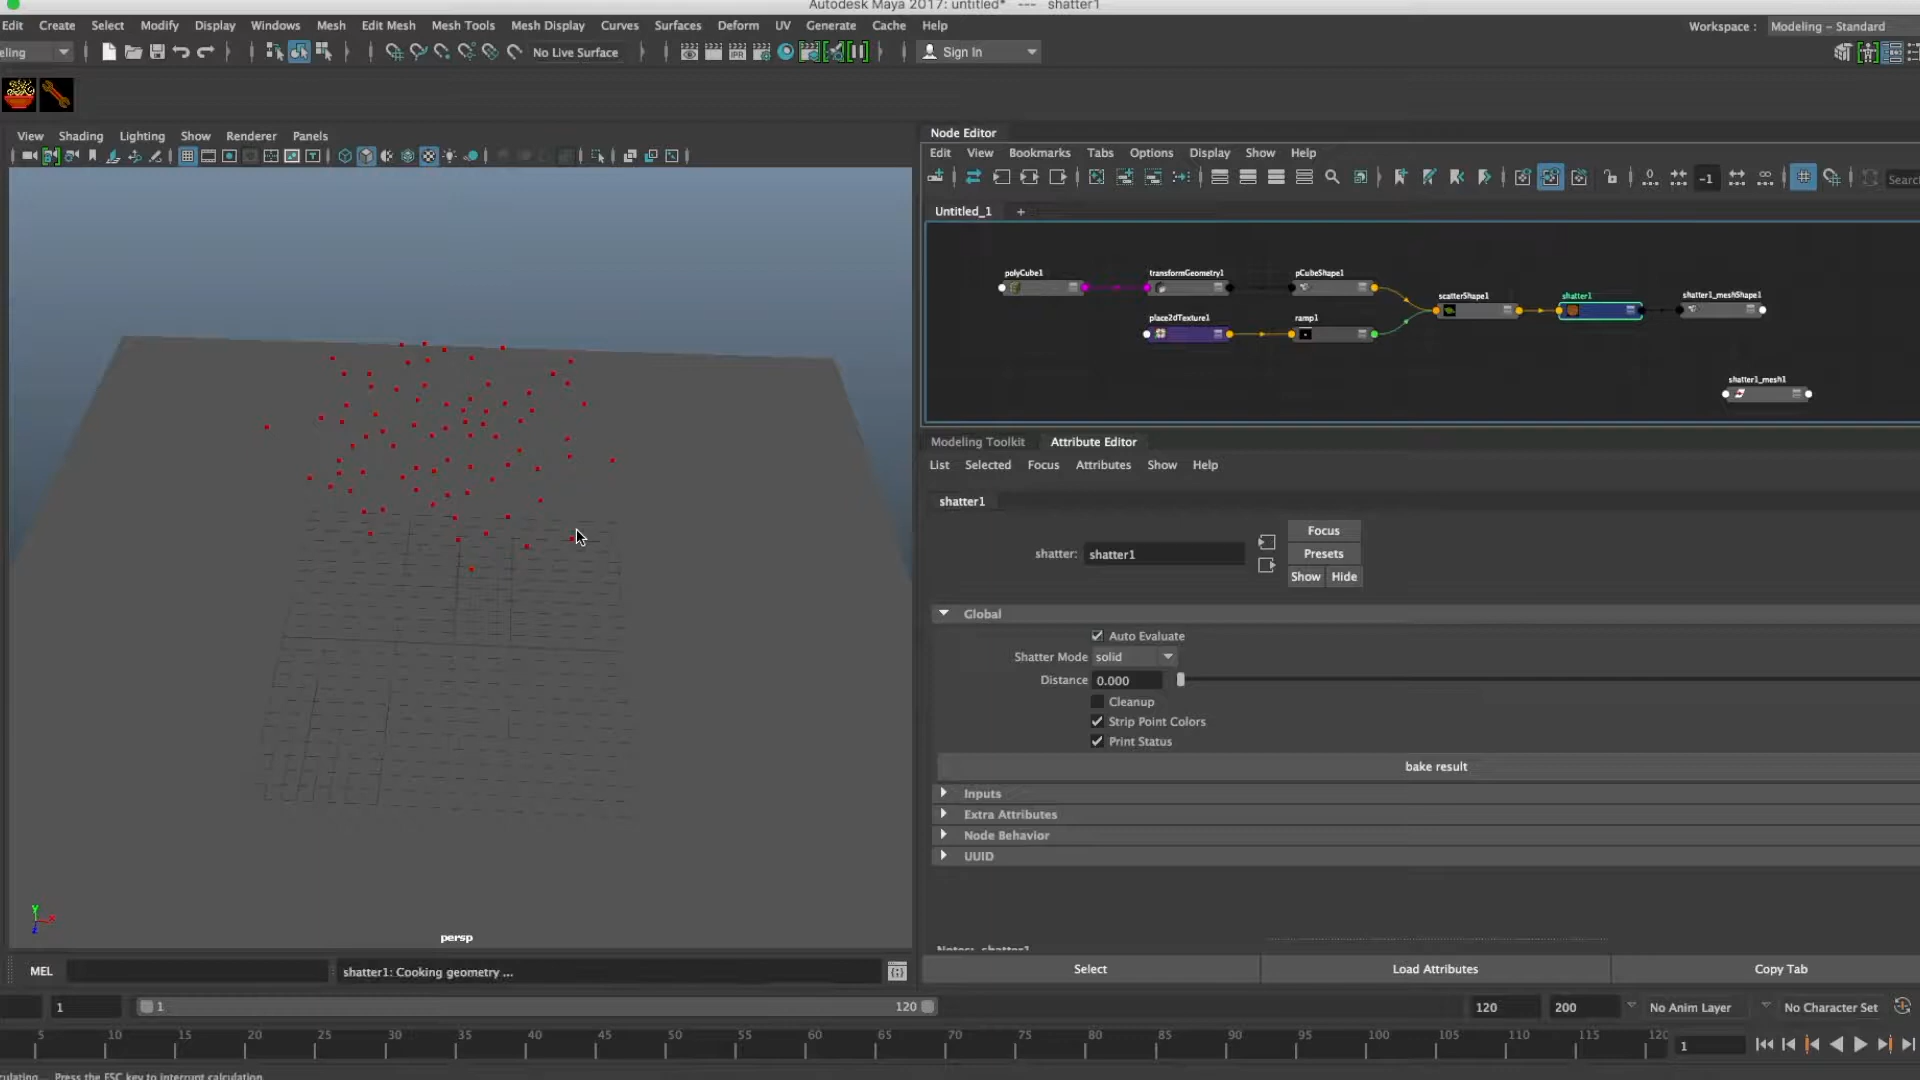 Autodesk Maya 2017: untitled*  ---  shatter1
Edit Create Select Modify Display Windows Mesh Edit Mesh Mesh Tools Mesh Display Curves Surfaces Deform UV Generate Cache Help
Workspace : Modeling - Standard
No Live Surface
Sign In
View Shading Lighting Show Renderer Panels
Node Editor
Edit View Bookmarks Tabs Options Display Show Help
-1
Untitled_1 +
polyCube1
transformGeometry1
pCubeShape1
place2dTexture1
ramp1
scatterShape1
shatter1
shatter1_meshShape1
shatter1_mesh1
Modeling Toolkit Attribute Editor
List Selected Focus Attributes Show Help
shatter1
shatter: shatter1
Focus
Presets
Show Hide
Global
Auto Evaluate
Shatter Mode solid
Distance 0.000
Cleanup
Strip Point Colors
Print Status
bake result
Inputs
Extra Attributes
Node Behavior
UUID
Notes: shatter1
Select Load Attributes Copy Tab
persp
MEL
shatter1: Cooking geometry ...
1 1 120 120 200 No Anim Layer No Character Set
5 10 15 20 25 30 35 40 45 50 55 60 65 70 75 80 85 90 95 100 105 110 115 120 1
Press the ESC key to interrupt calculation.